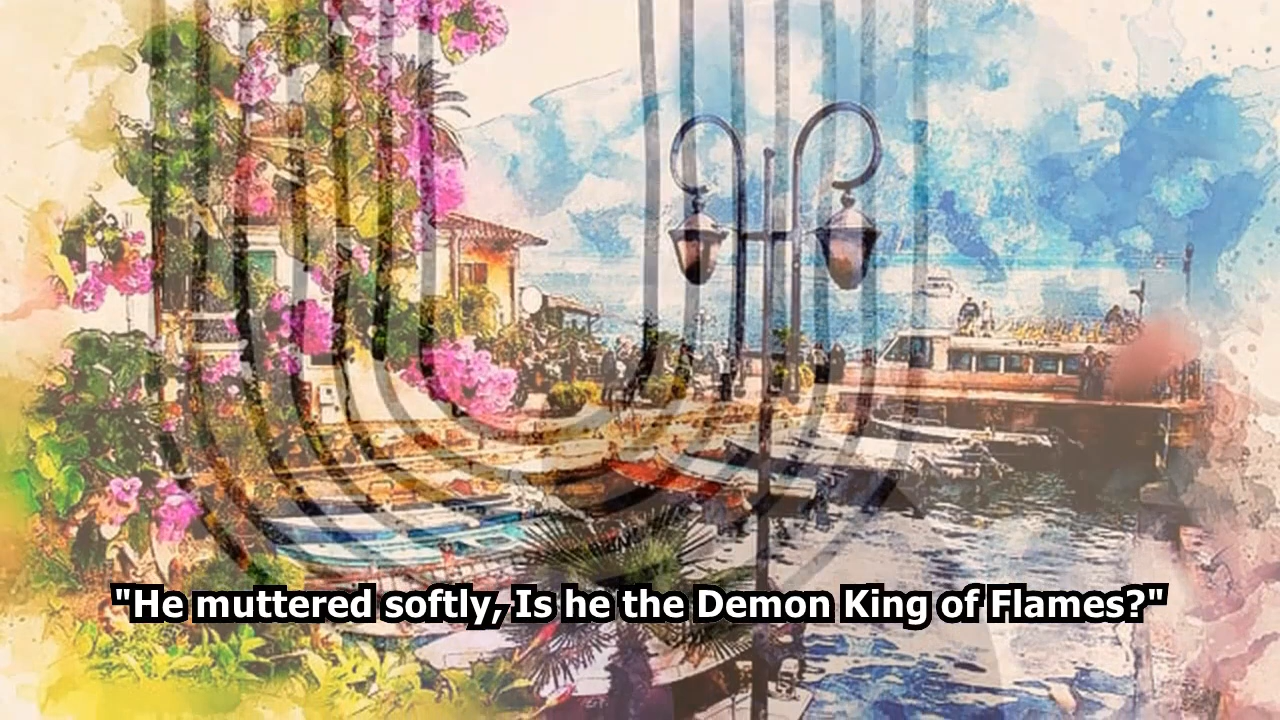 "He muttered softly, Is he the Demon King of Flames?"